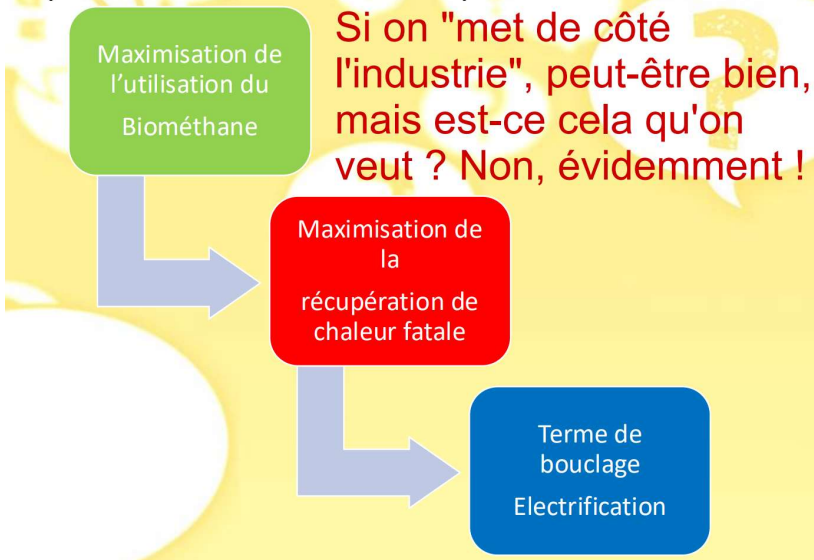 Maximisation de
l’utilisation du
Biométhane
Si on "met de côté
l'industrie", peut-être bien,
mais est-ce cela qu'on
veut ? Non, évidemment !
Maximisation de
la
récupération de
chaleur fatale
Terme de
bouclage
Electrification